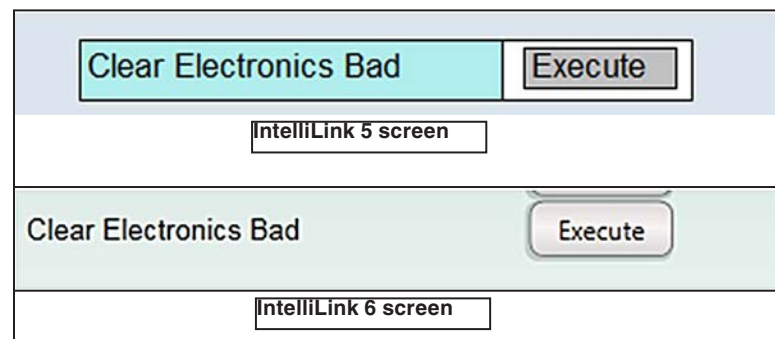 Clear Electronics Bad Execute
IntelliLink 5 screen
Clear Electronics Bad Execute
IntelliLink 6 screen